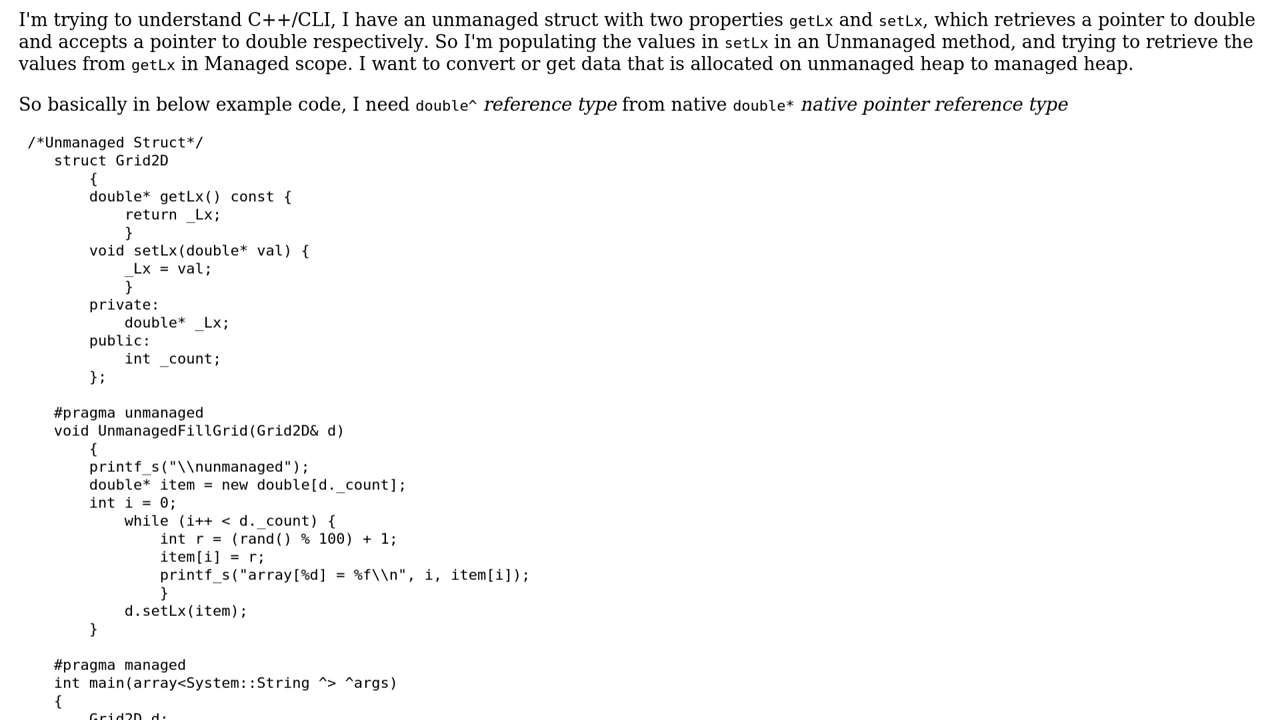 I'm trying to understand C++/CLI, I have an unmanaged struct with two properties getLx and setLx, which retrieves a pointer to double
and accepts a pointer to double respectively. So I'm populating the values in setLx in an Unmanaged method, and trying to retrieve the
values from getLx in Managed scope. I want to convert or get data that is allocated on unmanaged heap to managed heap.
So basically in below example code, I need double^ reference type from native double* native pointer reference type
/*Unmanaged Struct*/
struct Grid2D
{
double* getLx() const {
return _Lx;
}
void setLx(double* val) {
_Lx = val;
}
private:
double* _Lx;
public:
int _count;
};
#pragma unmanaged
void UnmanagedFillGrid(Grid2D& d)
{
printf_s("\\nunmanaged");
double* item = new double[d._count];
int i = 0;
while (i++ < d._count) {
int r = (rand() % 100) + 1;
item[i] = r;
printf_s("array[%d] = %f\\n", i, item[i]);
}
d.setLx(item);
}
#pragma managed
int main(array<System::String ^> ^args)
{
Grid2D d;